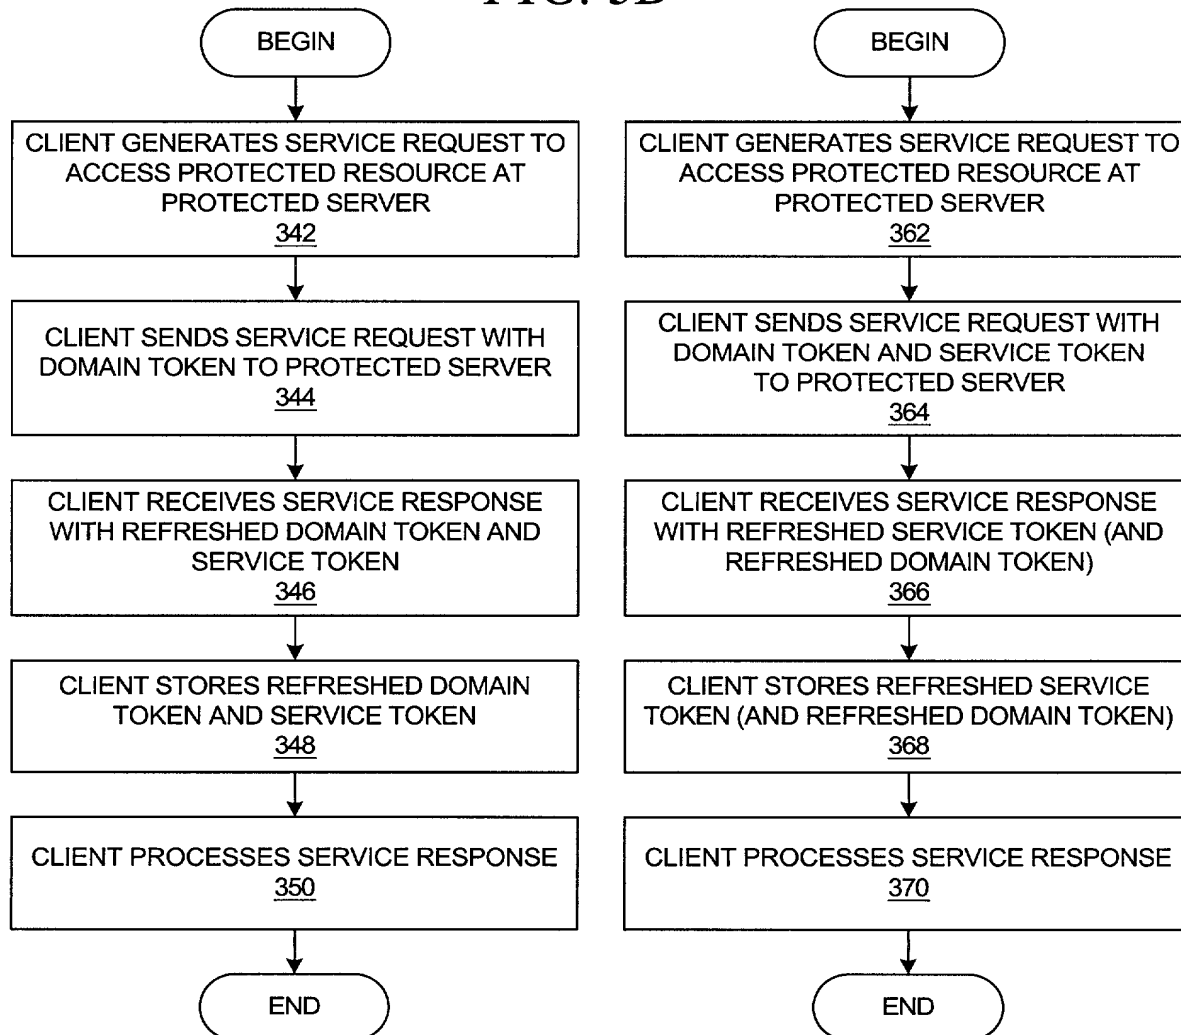 BEGIN
CLIENT GENERATES SERVICE REQUEST TO
ACCESS PROTECTED RESOURCE AT
PROTECTED SERVER
342
CLIENT SENDS SERVICE REQUEST WITH
DOMAIN TOKEN TO PROTECTED SERVER
344
CLIENT RECEIVES SERVICE RESPONSE
WITH REFRESHED DOMAIN TOKEN AND
SERVICE TOKEN
346
CLIENT STORES REFRESHED DOMAIN
TOKEN AND SERVICE TOKEN
348
CLIENT PROCESSES SERVICE RESPONSE
350
END
BEGIN
CLIENT GENERATES SERVICE REQUEST TO
ACCESS PROTECTED RESOURCE AT
PROTECTED SERVER
362
CLIENT SENDS SERVICE REQUEST WITH
DOMAIN TOKEN AND SERVICE TOKEN
TO PROTECTED SERVER
364
CLIENT RECEIVES SERVICE RESPONSE
WITH REFRESHED SERVICE TOKEN (AND
REFRESHED DOMAIN TOKEN)
366
CLIENT STORES REFRESHED SERVICE
TOKEN (AND REFRESHED DOMAIN TOKEN)
368
CLIENT PROCESSES SERVICE RESPONSE
370
END